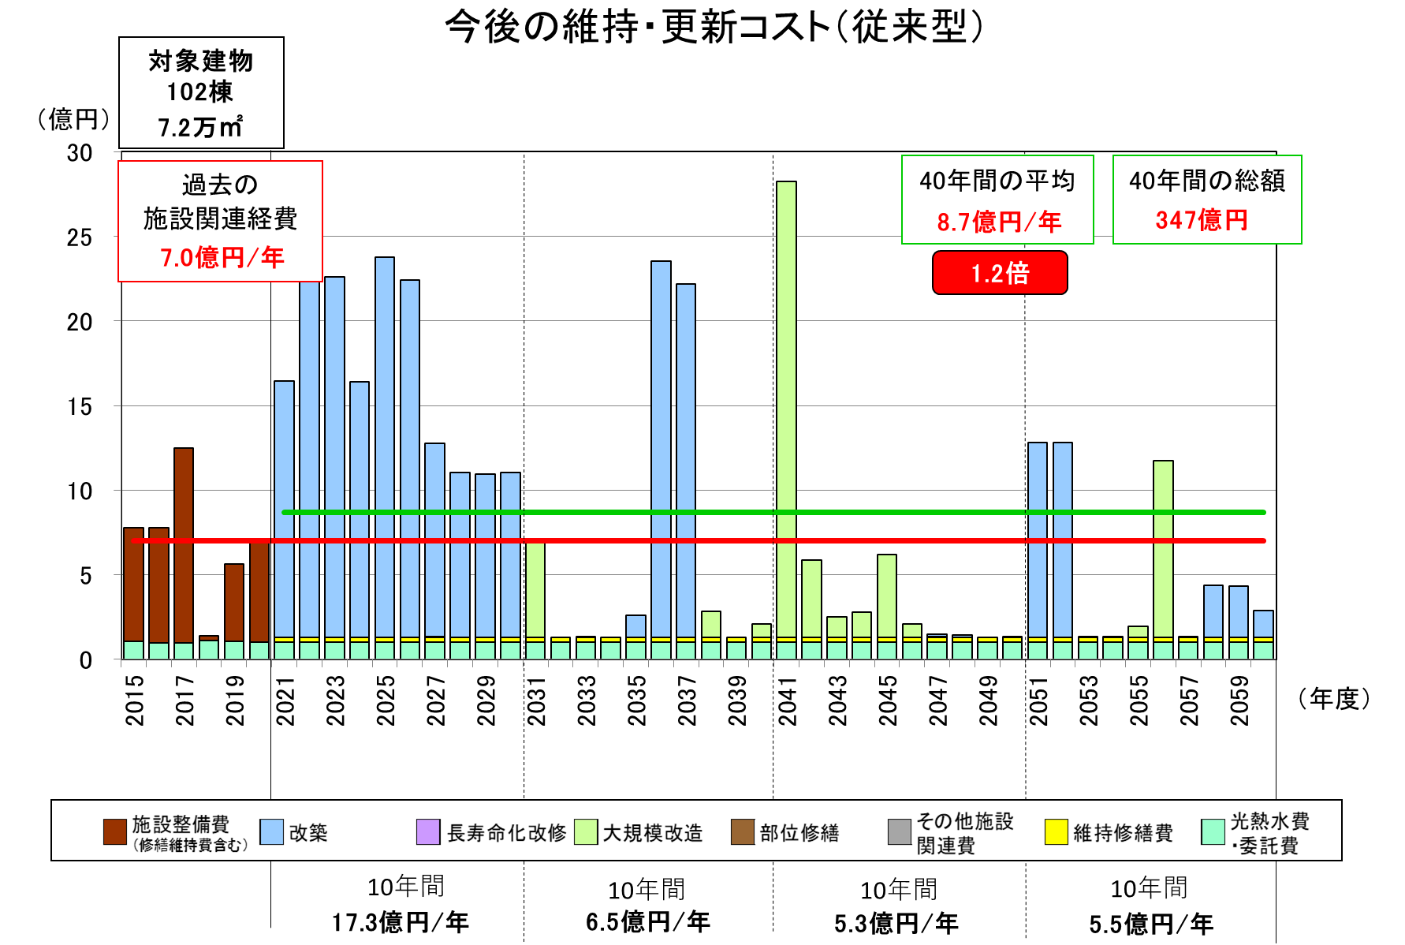 今後の維持・更新コスト（従来型）
対象建物
102棟
7.2万㎡
（億円）
過去の
施設関連経費
7.0億円/年
40年間の平均
8.7億円/年
1.2倍
40年間の総額
347億円
30
25
20
15
10
5
0
2015
2017
2019
2021
2023
2025
2027
2029
2031
2033
2035
2037
2039
2041
2043
2045
2047
2049
2051
2053
2055
2057
2059
（年度）
施設整備費
（修繕維持費含む）
改築
長寿命化改修
大規模改造
部位修繕
その他施設
関連費
維持修繕費
光熱水費
・委託費
10年間
17.3億円/年
10年間
6.5億円/年
10年間
5.3億円/年
10年間
5.5億円/年